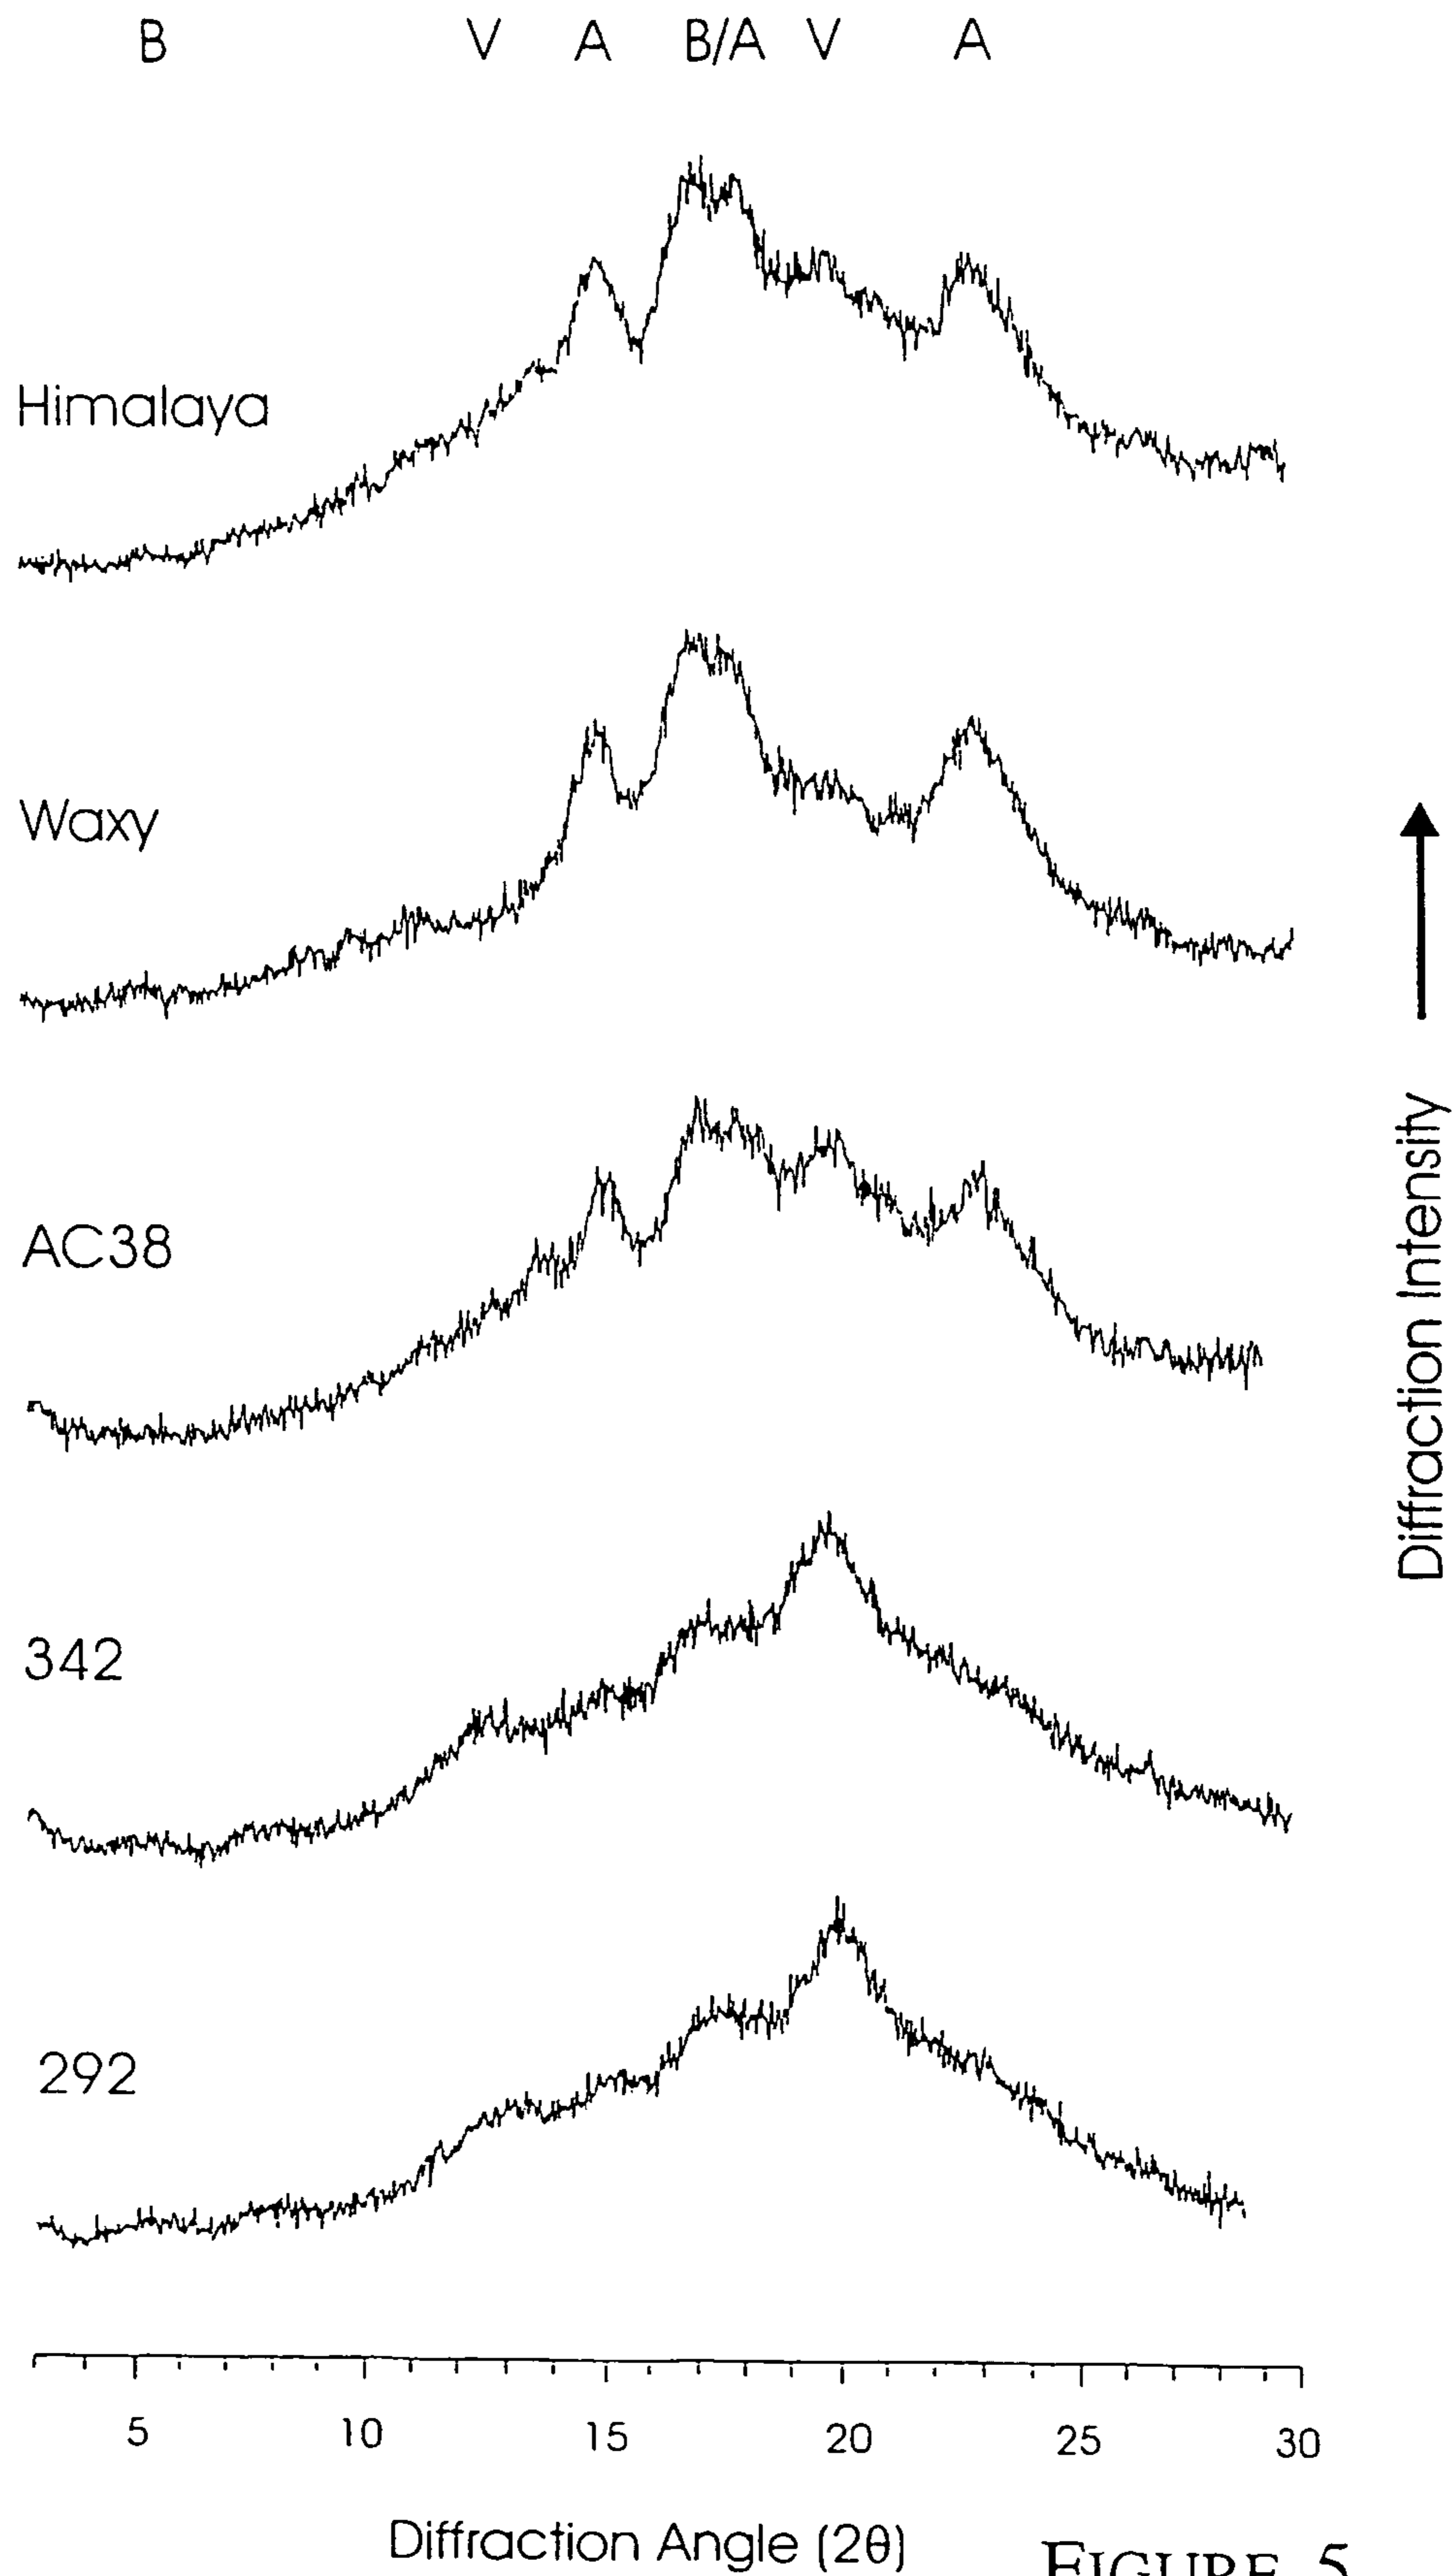 B V A B/A V A
Himalaya
Waxy
AC38
342
292
Diffraction Intensity
5 10 15 20 25 30
Diffraction Angle (2θ)
FIGURE 5